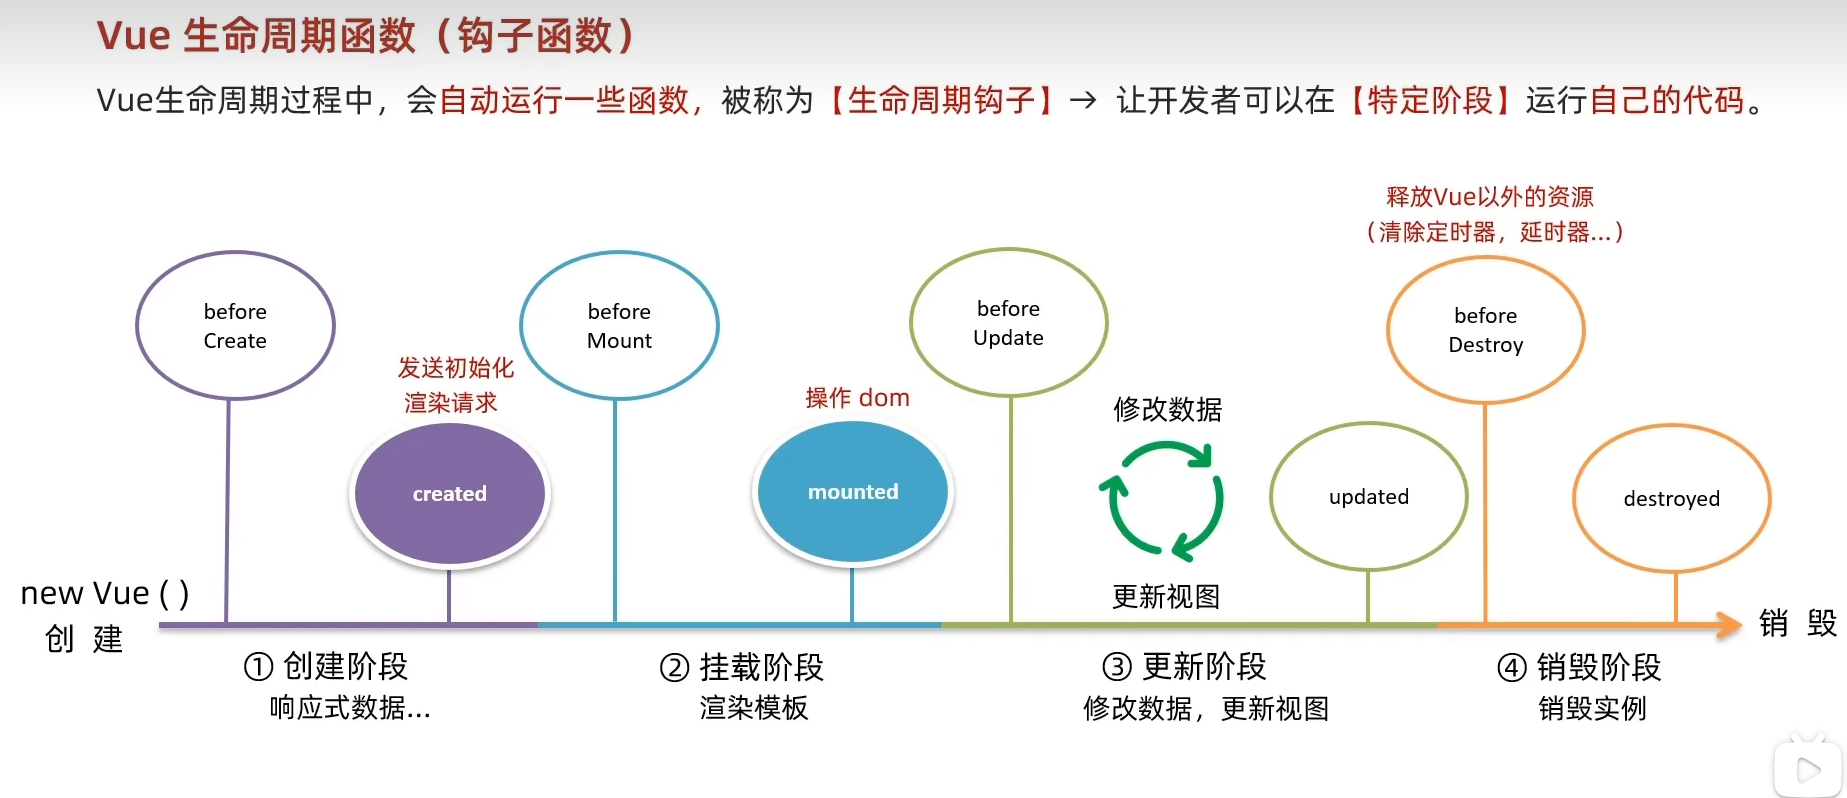 Vue 生命周期函数（钩子函数）
Vue生命周期过程中，会自动运行一些函数，被称为【生命周期钩子】→ 让开发者可以在【特定阶段】运行自己的代码。
释放Vue以外的资源
（清除定时器，延时器...）
before
Create
before
Mount
before
Update
before
Destroy
发送初始化
渲染请求
created
操作 dom
mounted
修改数据
更新视图
updated
destroyed
new Vue ( )
创 建
销 毁
① 创建阶段
响应式数据...
② 挂载阶段
渲染模板
③ 更新阶段
修改数据，更新视图
④ 销毁阶段
销毁实例